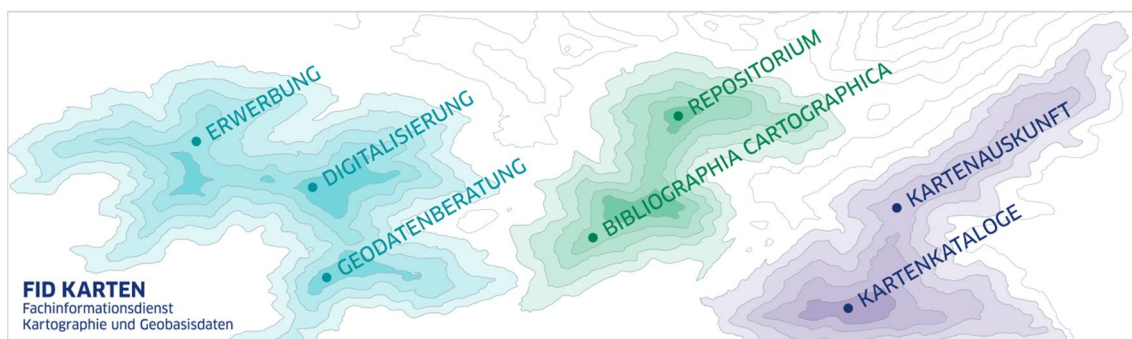 ERWERBUNG
DIGITALISIERUNG
GEODATENBERATUNG
REPOSITORIUM
BIBLIOGRAPHIA CARTOGRAPHICA
KARTENAUSKUNFT
KARTENKATALOGE
FID KARTEN
Fachinformationsdienst
Kartographie und Geobasisdaten